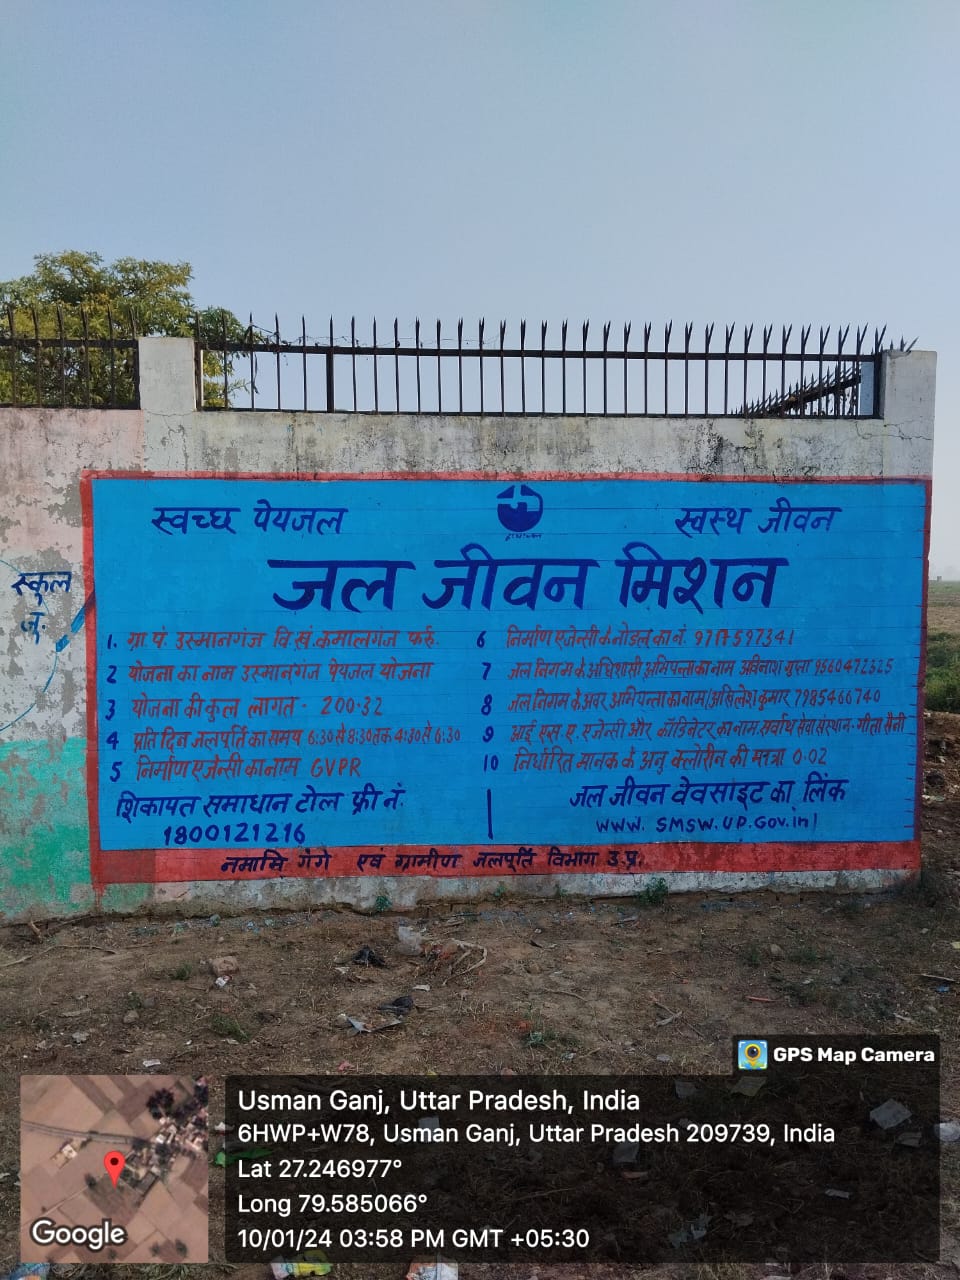 स्वच्छ पेयजल
स्वस्थ जीवन
जल जीवन मिशन
स्कूल
1. ग्रा.पं. उस्मानगंज वि.खं. कमालगंज फर्रु.
2 योजना का नाम उस्मानगंज पेयजल योजना
3 योजना की कुल लागत - 200.32
4 प्रति दिन जलपूर्ति का समय 6:30 से 8:30 तक 4:30 से 6:30
5 निर्माण एजेन्सी का नाम GVPR
6 निर्माण एजेन्सी के नोडल का नं.
7 जल निगम के अधिशासी अभियन्ता का नाम अविनाश गुप्ता
8 जल निगम के अवर अभियन्ता का नाम/अखिलेश कुमार 7985466740
9 आई.एस.ए. एजेन्सी और कॉर्डिनेटर का नाम, सर्वार्थ सेवा संस्थान- गीता सैनी
10 निर्धारित मानक के अनु क्लोरीन की मात्रा 0.02
शिकायत समाधान टोल फ्री नं.
1800121216
जल जीवन वेवसाइट का लिंक
www. SMSW.UP.Gov.in/
नमामि गंगे एवं ग्रामीण जलपूर्ति विभाग उ.प्र.
GPS Map Camera
Usman Ganj, Uttar Pradesh, India
6HWP+W78, Usman Ganj, Uttar Pradesh 209739, India
Lat 27.246977°
Long 79.585066°
10/01/24 03:58 PM GMT +05:30
Google